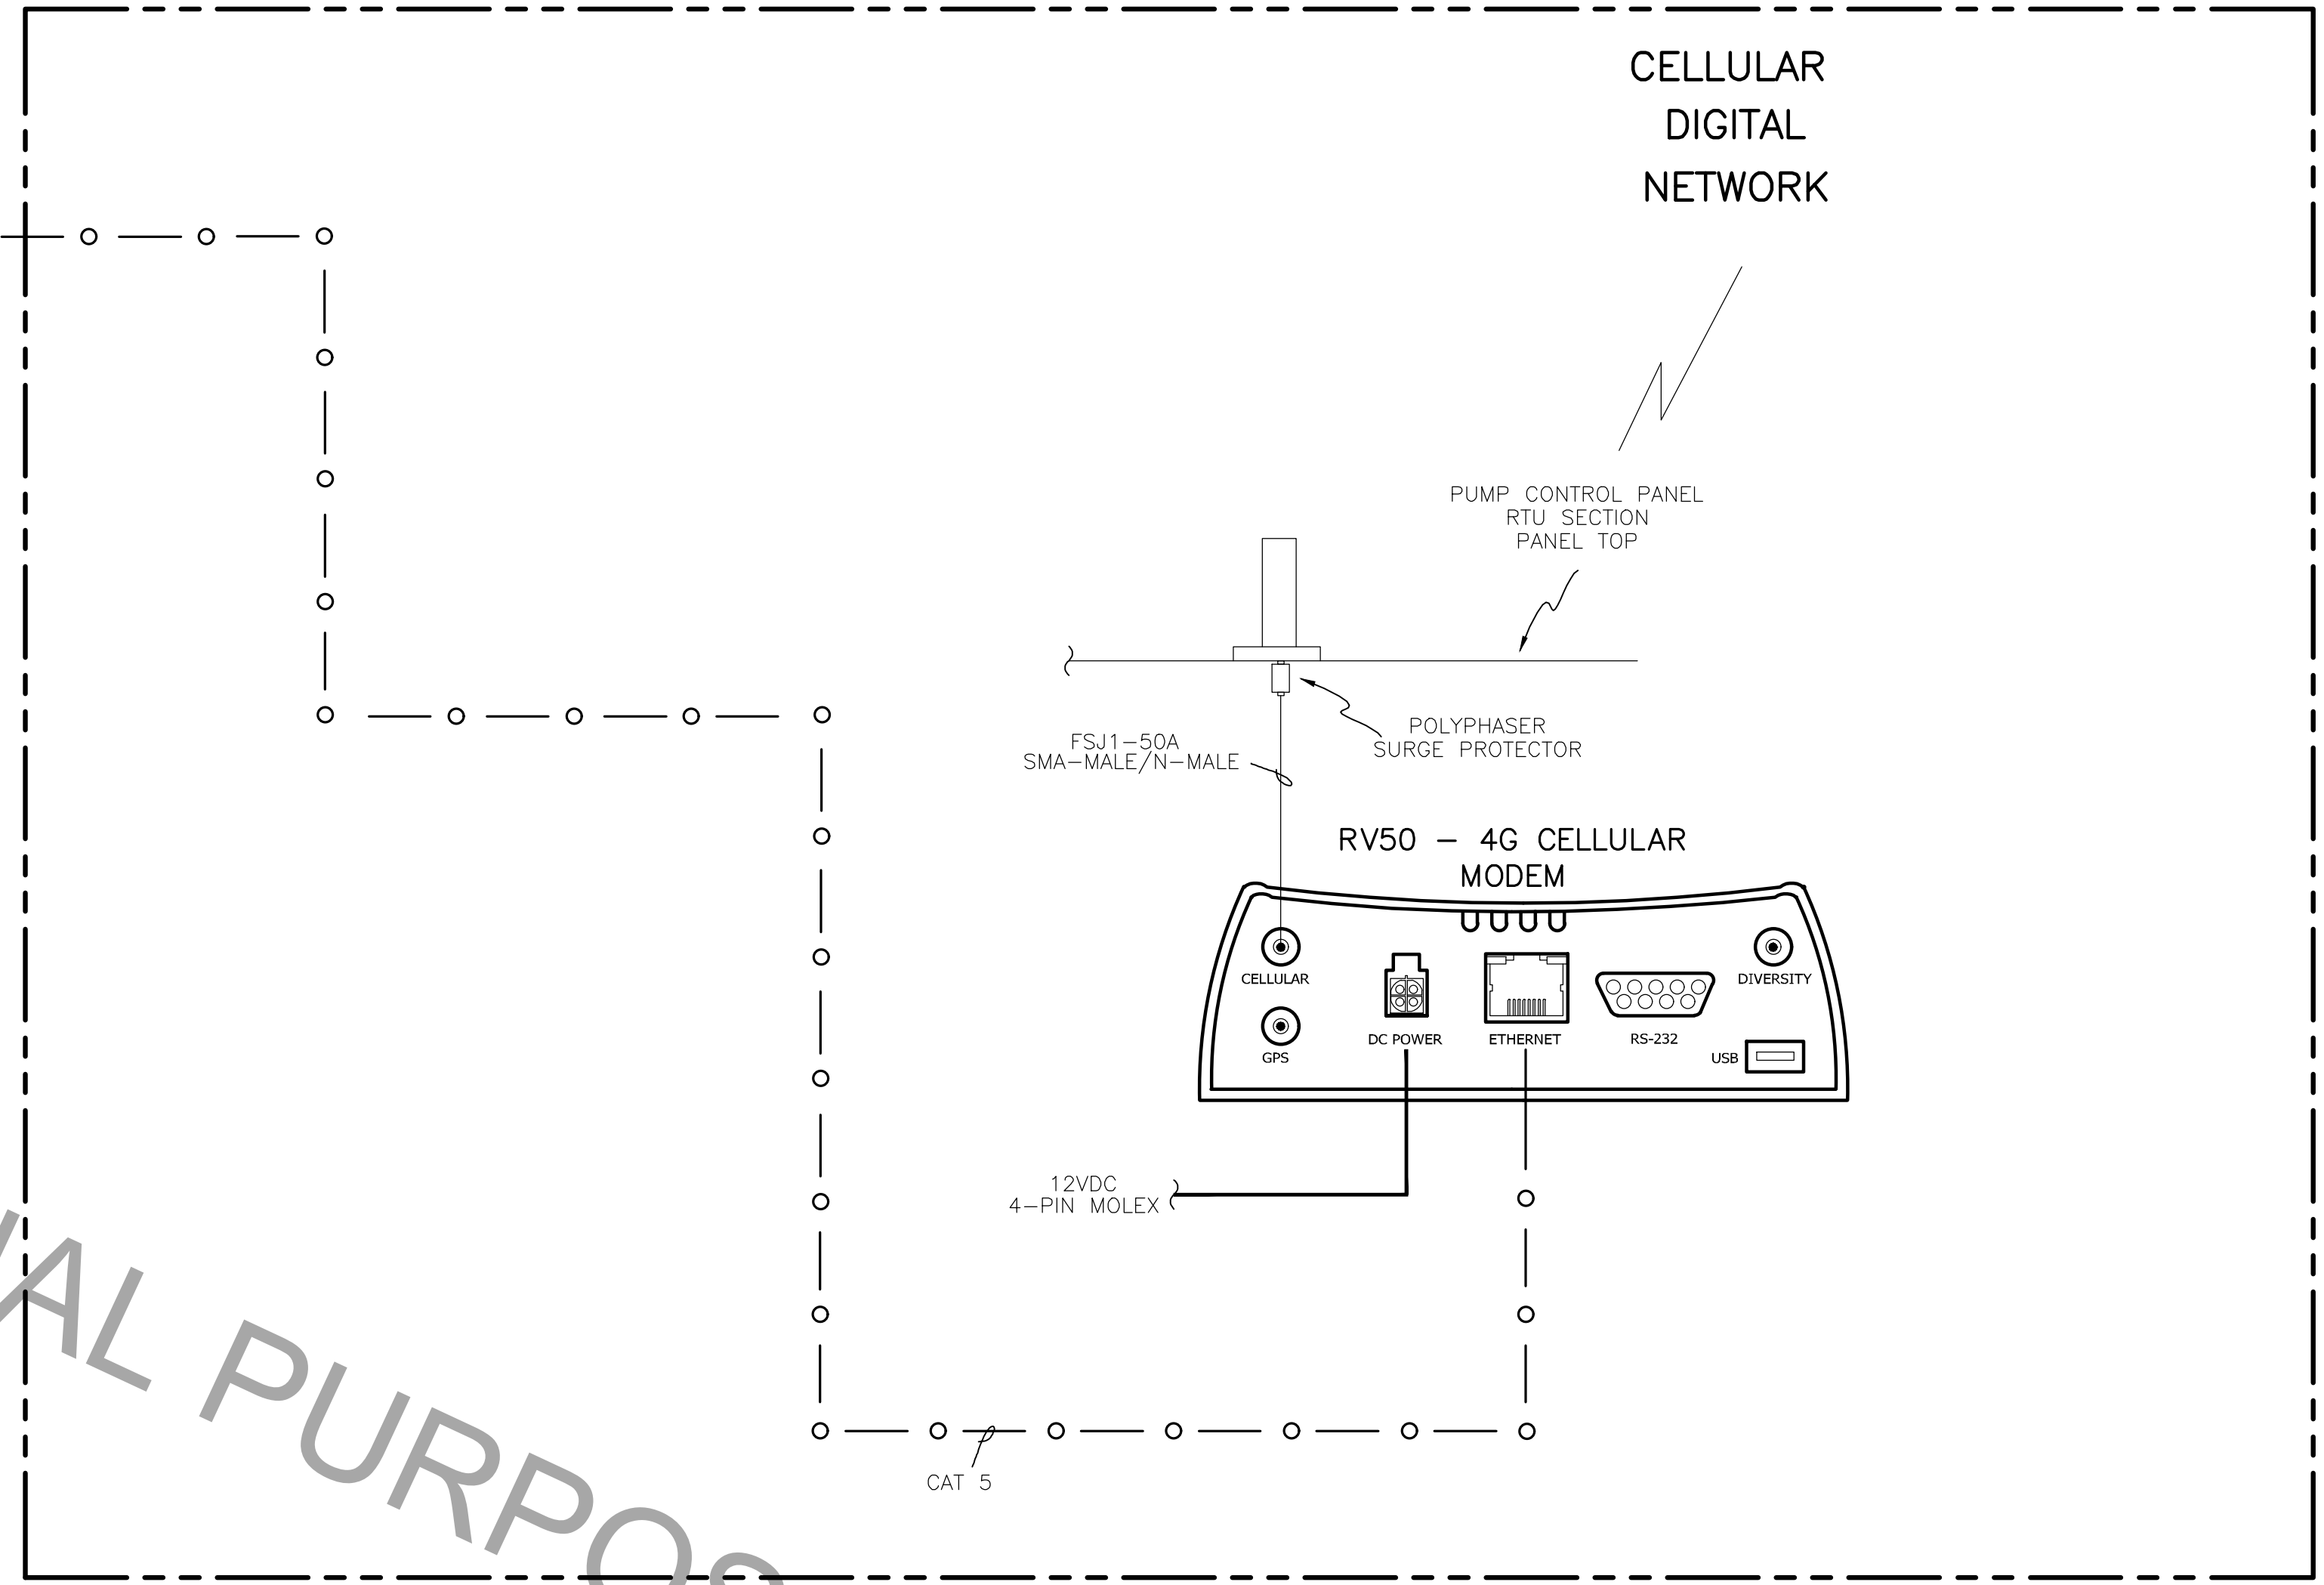 CELLULAR
DIGITAL
NETWORK
PUMP CONTROL PANEL
RTU SECTION
PANEL TOP
POLYPHASER
SURGE PROTECTOR
FSJ1-50A
SMA-MALE/N-MALE
RV50 - 4G CELLULAR
MODEM
CELLULAR
DIVERSITY
GPS
DC POWER
ETHERNET
RS-232
USB
12VDC
4-PIN MOLEX
CAT 5
AL PURPOS